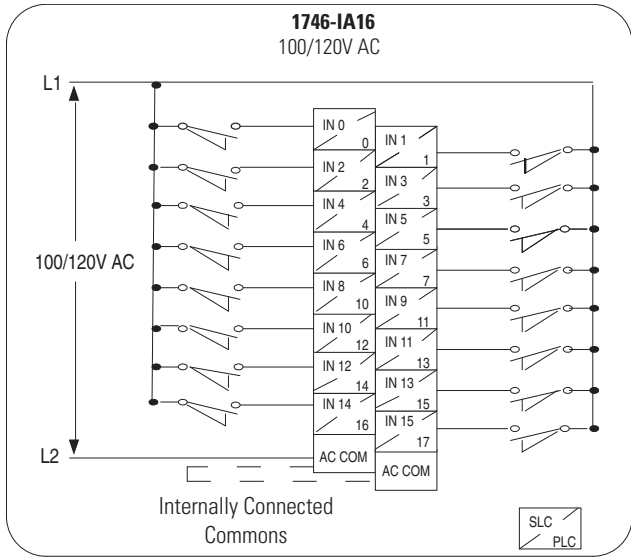 1746-IA16
100/120V AC
L1
IN 0
0
IN 1
1
IN 2
2
IN 3
3
IN 4
4
IN 5
5
IN 6
6
IN 7
7
IN 8
10
IN 9
11
IN 10
12
IN 11
13
IN 12
14
IN 13
15
IN 14
16
IN 15
17
100/120V AC
L2
AC COM
AC COM
Internally Connected
Commons
SLC
PLC